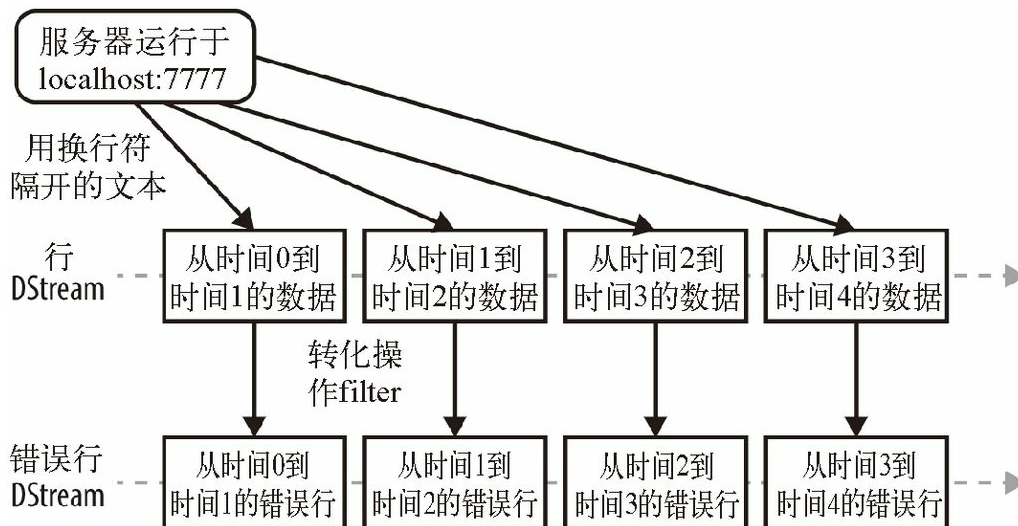 服务器运行于
localhost:7777
用换行符
隔开的文本
行
DStream
从时间0到
时间1的数据
从时间1到
时间2的数据
从时间2到
时间3的数据
从时间3到
时间4的数据
转化操
作filter
错误行
DStream
从时间0到
时间1的错误行
从时间1到
时间2的错误行
从时间2到
时间3的错误行
从时间3到
时间4的错误行